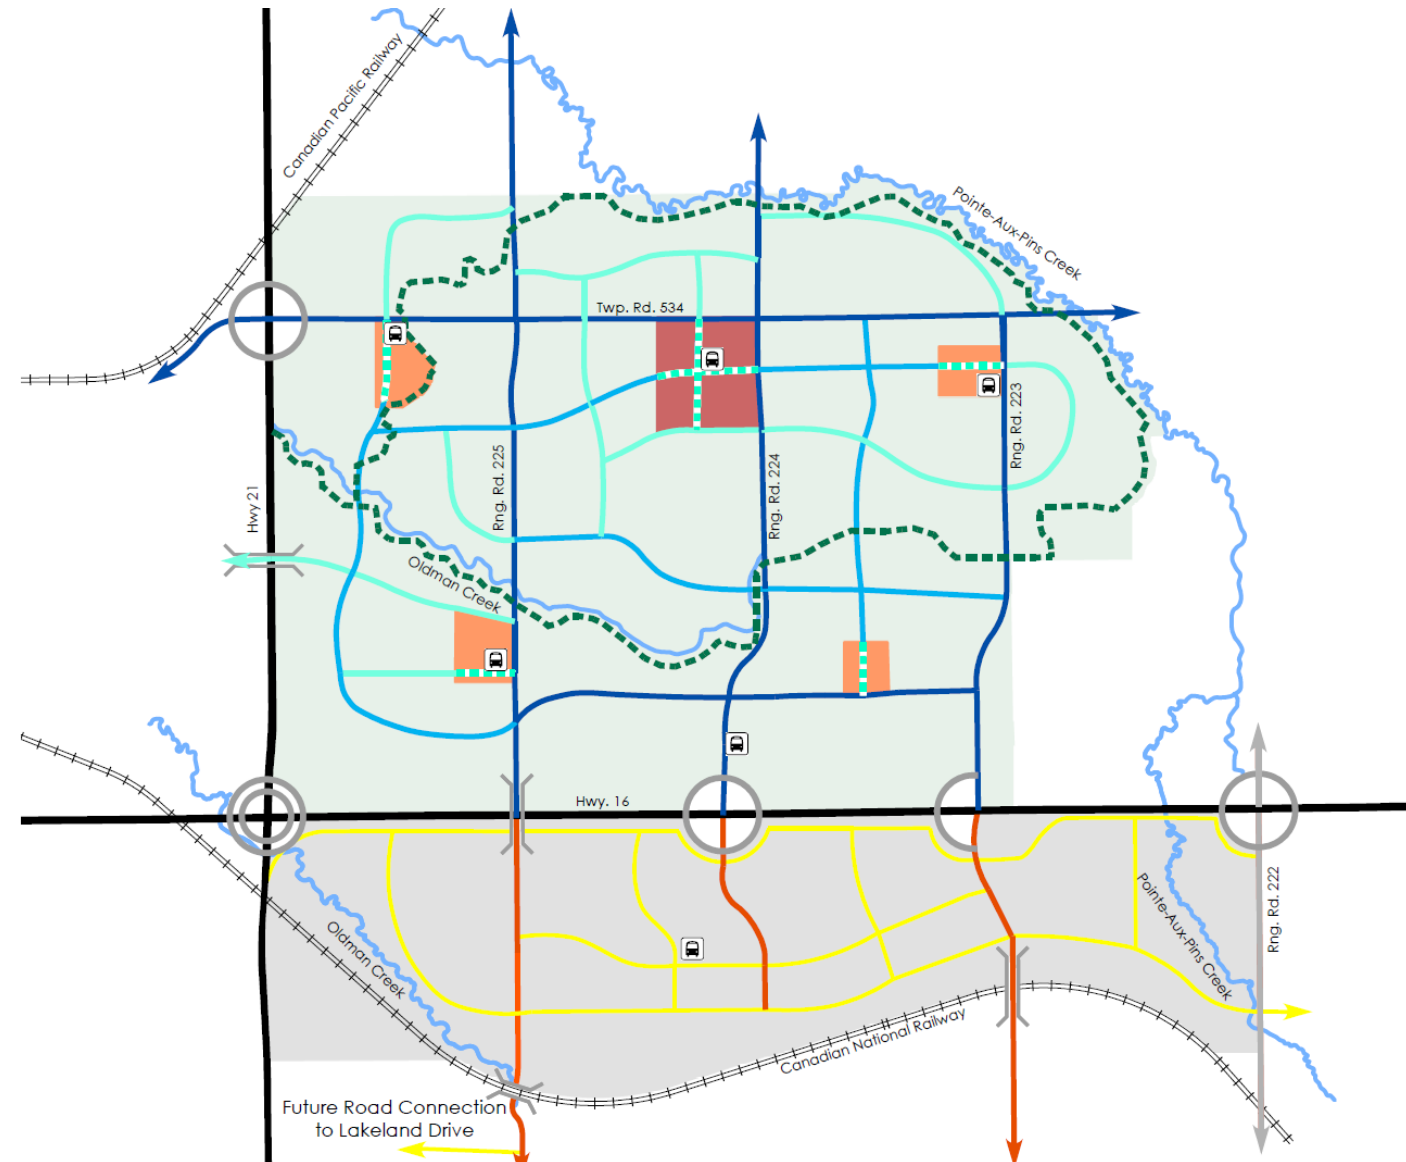 Canadian Pacific Railway
Pointe-Aux-Pins Creek
Twp. Rd. 534
Rng. Rd. 223
Rng. Rd. 225
Rng. Rd. 224
Hwy 21
Oldman Creek
Hwy. 16
Rng. Rd. 222
Pointe-Aux-Pins Creek
Oldman Creek
Canadian National Railway
Future Road Connection
to Lakeland Drive